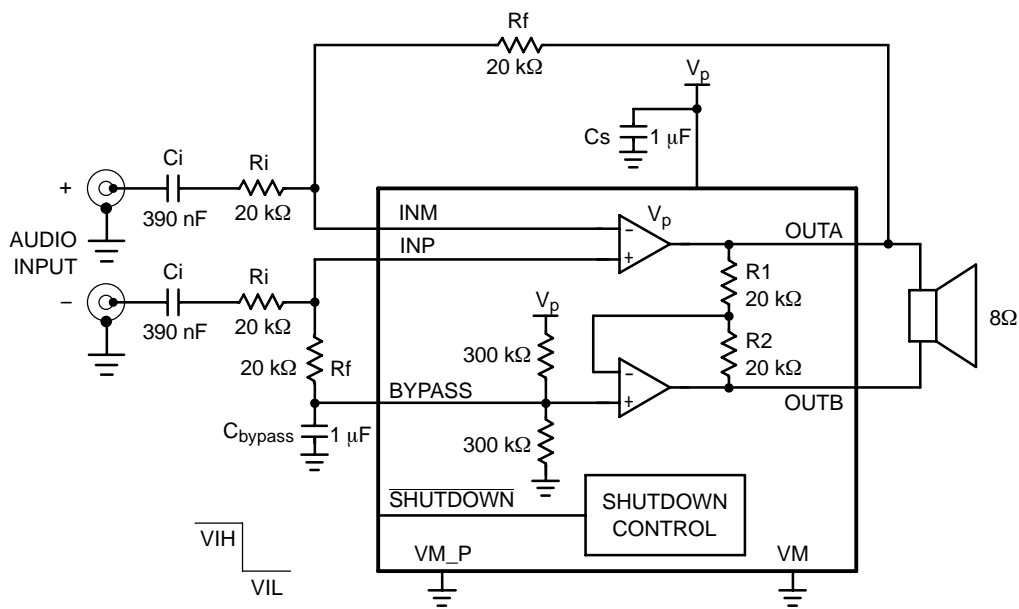 Rf
20 kΩ
Vp
Cs
1 μF
Ci
Ri
+
390 nF
20 kΩ
AUDIO
INPUT
INM
INP
Vp
−
+
OUTA
R1
20 kΩ
−
Ci
Ri
390 nF
20 kΩ
20 kΩ
Rf
Vp
300 kΩ
R2
20 kΩ
−
+
8Ω
BYPASS
OUTB
Cbypass
1 μF
300 kΩ
SHUTDOWN
SHUTDOWN
CONTROL
VIH
VIL
VM_P
VM